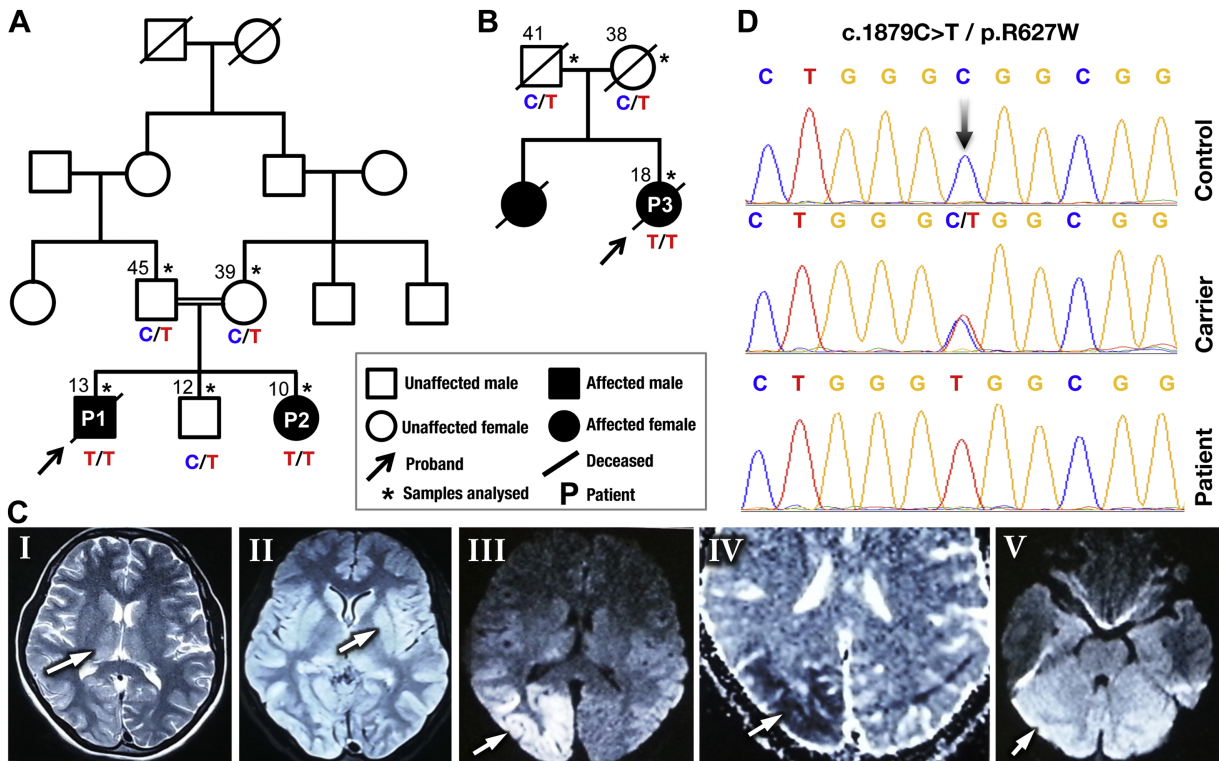 A
B
D
c.1879C>T / p.R627W
41
*
38
*
C/T
C/T
18
*
P3
T/T
C T G G G C G G C G G
Control
C T G G G C/T G G C G G
Carrier
C T G G G T G G C G G
Patient
45
*
39
*
C/T
C/T
13
*
12
*
10
*
P1
P2
T/T
C/T
T/T
Unaffected male
Affected male
Unaffected female
Affected female
Proband
Deceased
* Samples analysed
P Patient
C
I
II
III
IV
V